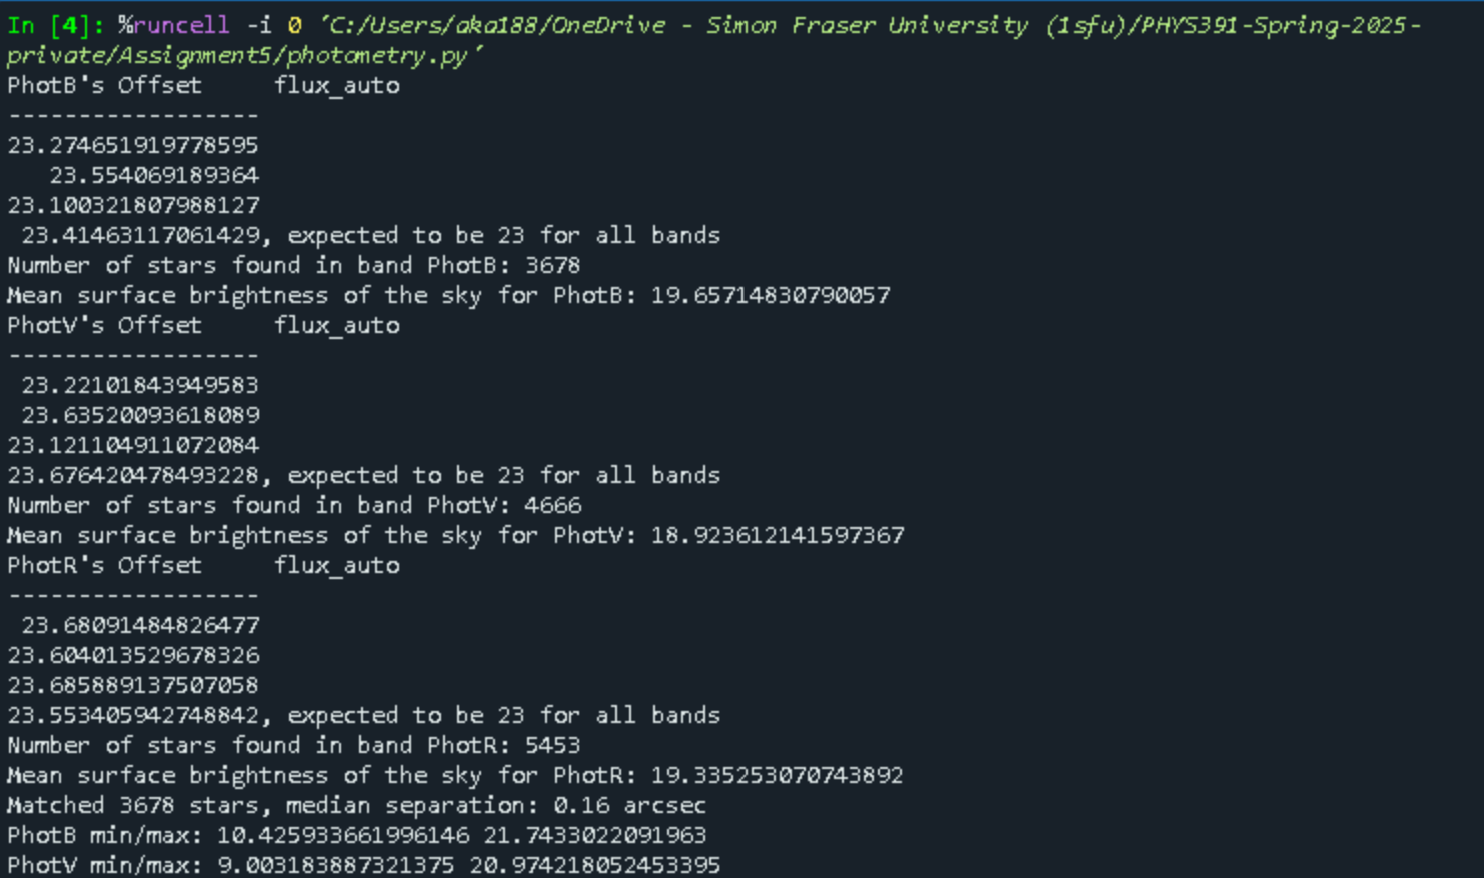 In [4]: %runcell -i 0 'C:/Users/aka188/OneDrive - Simon Fraser University (1sfu)/PHYS391-Spring-2025-
private/Assignment5/photometry.py'
PhotB's Offset     flux_auto
------------------
23.274651919778595
   23.554069189364
23.100321807988127
 23.41463117061429, expected to be 23 for all bands
Number of stars found in band PhotB: 3678
Mean surface brightness of the sky for PhotB: 19.65714830790057
PhotV's Offset     flux_auto
------------------
 23.22101843949583
 23.63520093618089
23.121104911072084
23.676420478493228, expected to be 23 for all bands
Number of stars found in band PhotV: 4666
Mean surface brightness of the sky for PhotV: 18.923612141597367
PhotR's Offset     flux_auto
------------------
 23.68091484826477
23.604013529678326
23.685889137507058
23.553405942748842, expected to be 23 for all bands
Number of stars found in band PhotR: 5453
Mean surface brightness of the sky for PhotR: 19.335253070743892
Matched 3678 stars, median separation: 0.16 arcsec
PhotB min/max: 10.425933661996146 21.7433022091963
PhotV min/max: 9.003183887321375 20.974218052453395